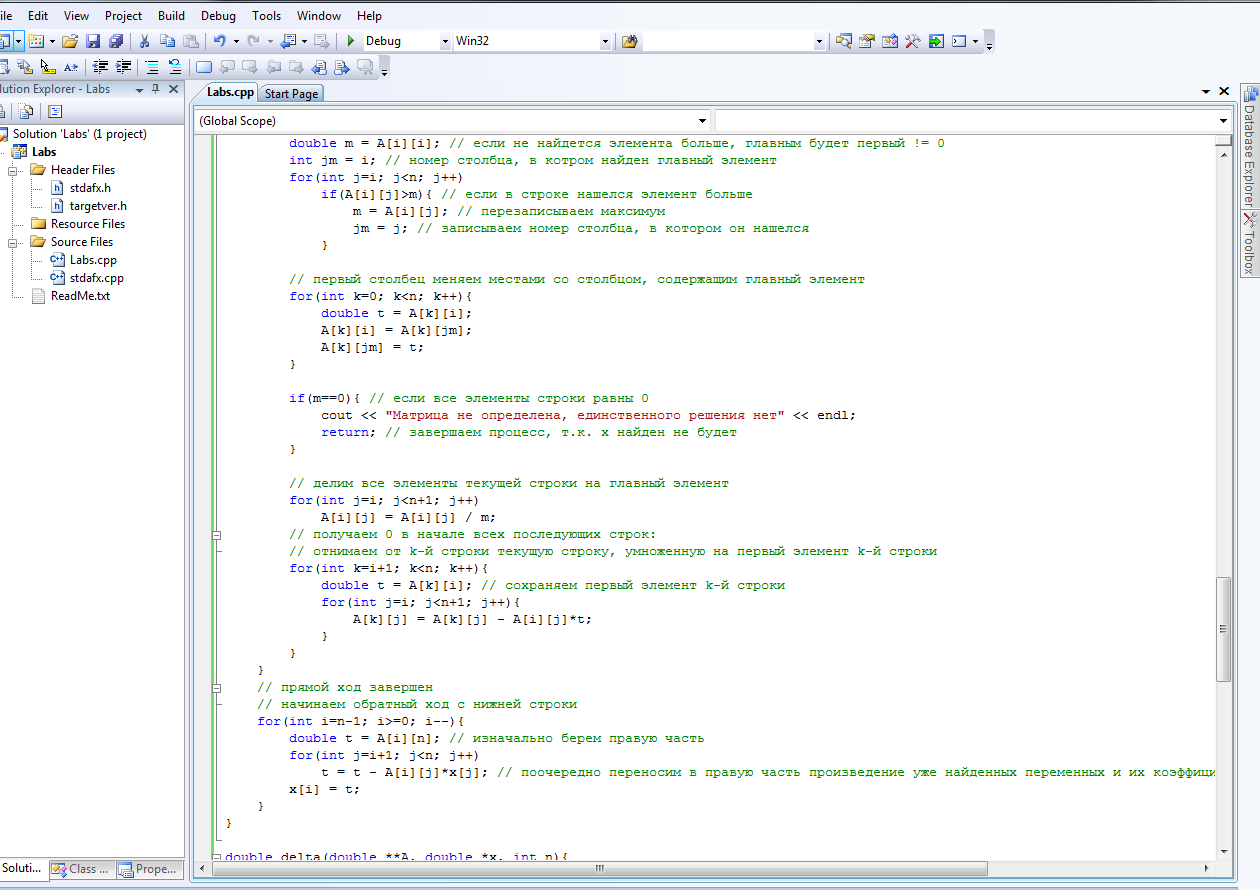 ile Edit View Project Build Debug Tools Window Help
Debug Win32
lution Explorer - Labs
Labs.cpp Start Page
(Global Scope)
Solution 'Labs' (1 project)
Labs
Header Files
stdafx.h
targetver.h
Resource Files
Source Files
Labs.cpp
stdafx.cpp
ReadMe.txt
double m = A[i][i]; // если не найдется элемента больше, главным будет первый != 0
int jm = i; // номер столбца, в котром найден главный элемент
for(int j=i; j<n; j++)
if(A[i][j]>m){ // если в строке нашелся элемент больше
m = A[i][j]; // перезаписываем максимум
jm = j; // записываем номер столбца, в котором он нашелся
}
// первый столбец меняем местами со столбцом, содержащим главный элемент
for(int k=0; k<n; k++){
double t = A[k][i];
A[k][i] = A[k][jm];
A[k][jm] = t;
}
if(m==0){ // если все элементы строки равны 0
cout << "Матрица не определена, единственного решения нет" << endl;
return; // завершаем процесс, т.к. x найден не будет
}
// делим все элементы текущей строки на главный элемент
for(int j=i; j<n+1; j++)
A[i][j] = A[i][j] / m;
// получаем 0 в начале всех последующих строк:
// отнимаем от k-й строки текущую строку, умноженную на первый элемент k-й строки
for(int k=i+1; k<n; k++){
double t = A[k][i]; // сохраняем первый элемент k-й строки
for(int j=i; j<n+1; j++){
A[k][j] = A[k][j] - A[i][j]*t;
}
}
}
// прямой ход завершен
// начинаем обратный ход с нижней строки
for(int i=n-1; i>=0; i--){
double t = A[i][n]; // изначально берем правую часть
for(int j=i+1; j<n; j++)
t = t - A[i][j]*x[j]; // поочередно переносим в правую часть произведение уже найденных переменных и их коэффици
x[i] = t;
}
}
double delta(double **A, double *x, int n){
Database Explorer
Toolbox
Soluti... Class ... Prope...